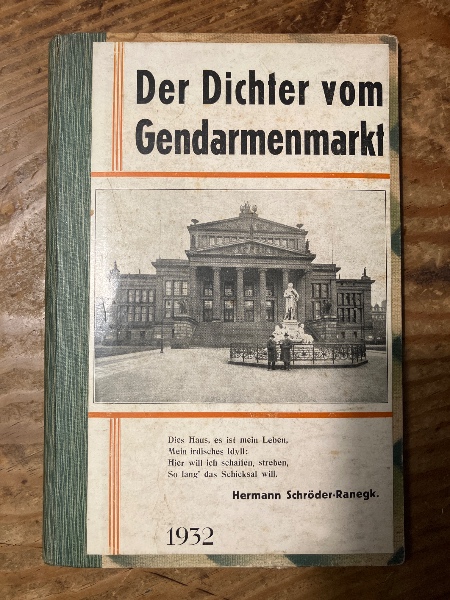 Der Dichter vom
Gendarmenmarkt
Dies Haus, es ist mein Leben,
Mein irdisches Idyll:
Hier will ich schaffen, streben,
So lang' das Schicksal will.
Hermann Schröder-Ranegk.
1932